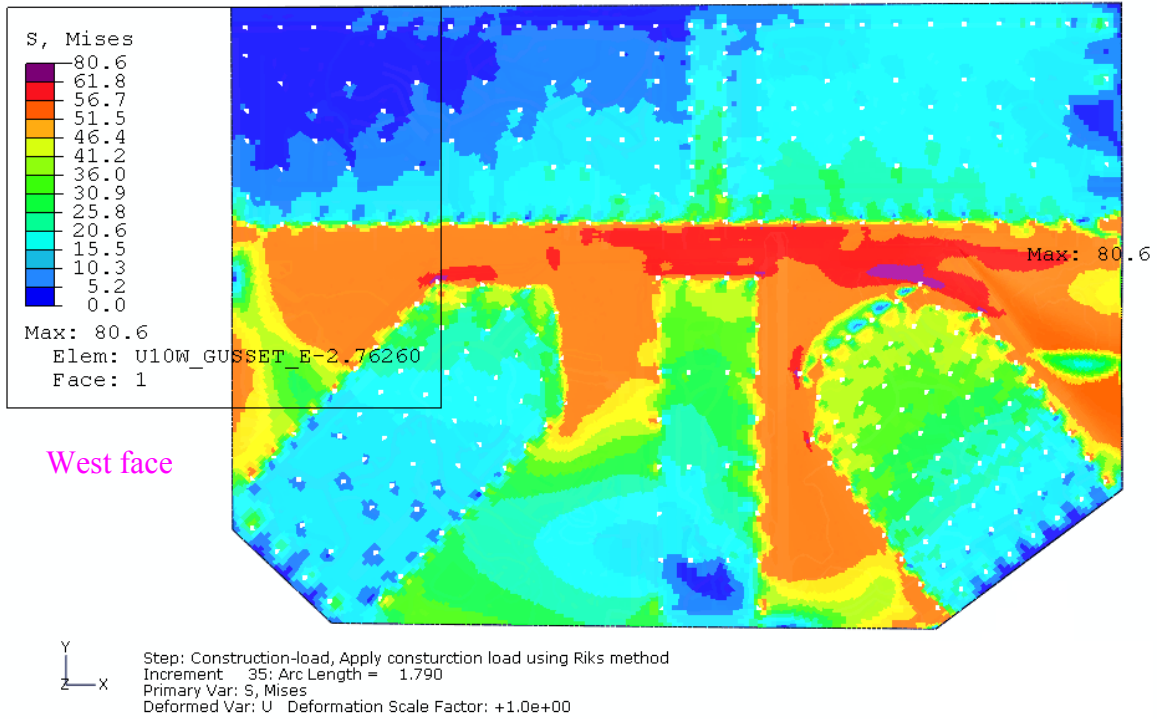 S, Mises
80.6
61.8
56.7
51.5
46.4
41.2
36.0
30.9
25.8
20.6
15.5
10.3
5.2
0.0
Max: 80.6
Elem: U10W_GUSSET_E-2.76260
Face: 1
Max: 80.6
West face
Y
Z X
Step: Construction-load, Apply consturction load using Riks method
Increment 35: Arc Length = 1.790
Primary Var: S, Mises
Deformed Var: U Deformation Scale Factor: +1.0e+00